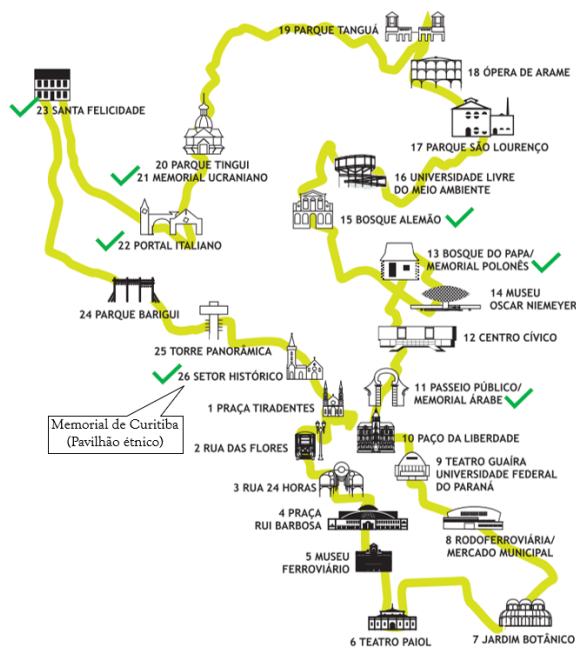 19 PARQUE TANGUÁ
18 ÓPERA DE ARAME
23 SANTA FELICIDADE
17 PARQUE SÃO LOURENÇO
20 PARQUE TINGUI
21 MEMORIAL UCRANIANO
16 UNIVERSIDADE LIVRE
DO MEIO AMBIENTE
15 BOSQUE ALEMÃO
22 PORTAL ITALIANO
13 BOSQUE DO PAPA/
MEMORIAL POLONÊS
14 MUSEU
OSCAR NIEMEYER
24 PARQUE BARIGUI
12 CENTRO CÍVICO
25 TORRE PANORÂMICA
26 SETOR HISTÓRICO
11 PASSEIO PÚBLICO/
MEMORIAL ÁRABE
1 PRAÇA TIRADENTES
Memorial de Curitiba
(Pavilhão étnico)
10 PAÇO DA LIBERDADE
2 RUA DAS FLORES
9 TEATRO GUAÍRA
UNIVERSIDADE FEDERAL
DO PARANÁ
3 RUA 24 HORAS
4 PRAÇA
RUI BARBOSA
8 RODOFERROVIÁRIA/
MERCADO MUNICIPAL
5 MUSEU
FERROVIÁRIO
6 TEATRO PAIOL
7 JARDIM BOTÂNICO